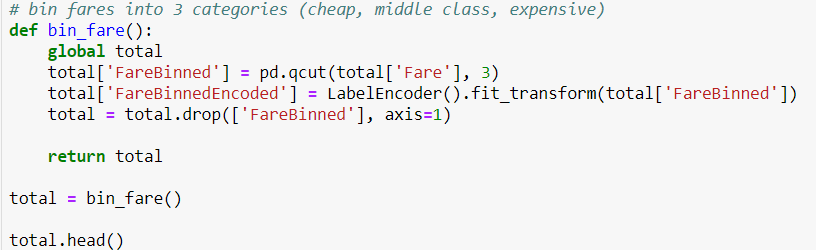 # bin fares into 3 categories (cheap, middle class, expensive)
def bin_fare():
    global total
    total['FareBinned'] = pd.qcut(total['Fare'], 3)
    total['FareBinnedEncoded'] = LabelEncoder().fit_transform(total['FareBinned'])
    total = total.drop(['FareBinned'], axis=1)

    return total

total = bin_fare()

total.head()